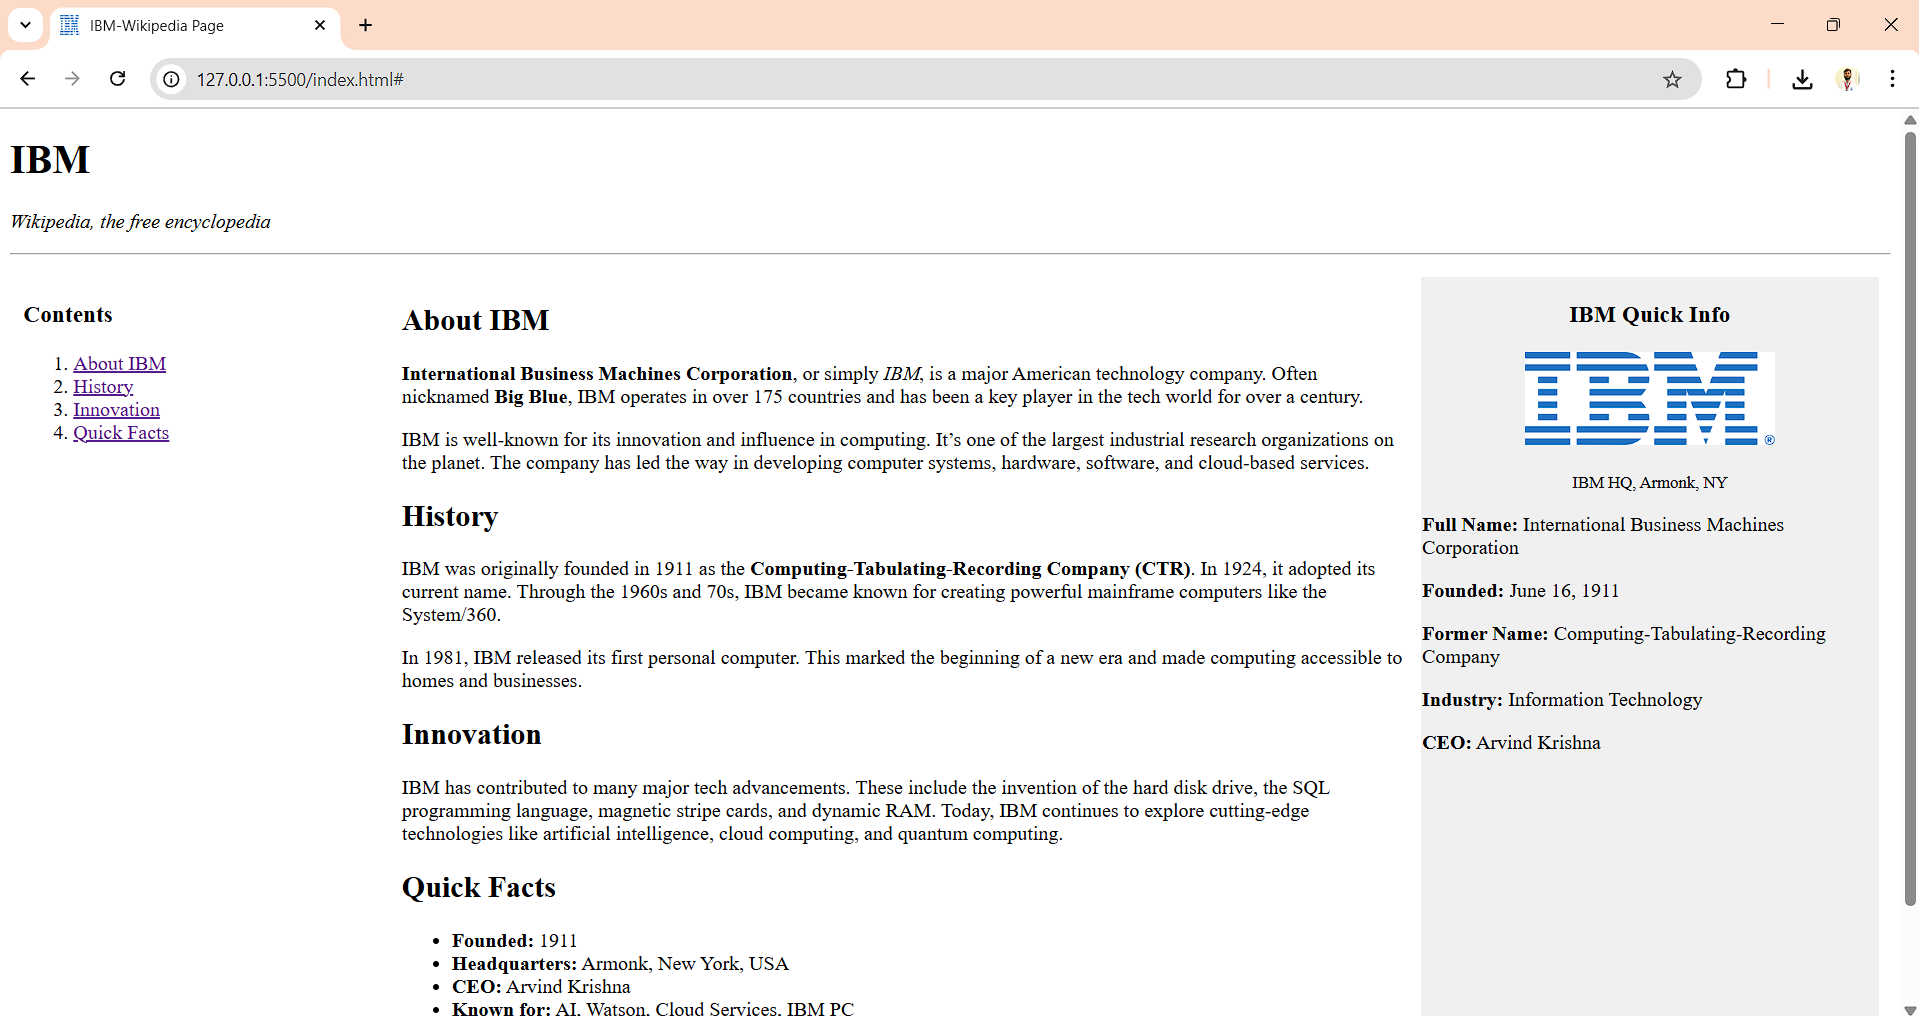 IBM-Wikipedia Page
127.0.0.1:5500/index.html#
IBM
Wikipedia, the free encyclopedia
Contents
1. About IBM
2. History
3. Innovation
4. Quick Facts
About IBM
International Business Machines Corporation, or simply IBM, is a major American technology company. Often
nicknamed Big Blue, IBM operates in over 175 countries and has been a key player in the tech world for over a century.
IBM is well-known for its innovation and influence in computing. It’s one of the largest industrial research organizations on
the planet. The company has led the way in developing computer systems, hardware, software, and cloud-based services.
History
IBM was originally founded in 1911 as the Computing-Tabulating-Recording Company (CTR). In 1924, it adopted its
current name. Through the 1960s and 70s, IBM became known for creating powerful mainframe computers like the
System/360.
In 1981, IBM released its first personal computer. This marked the beginning of a new era and made computing accessible to
homes and businesses.
Innovation
IBM has contributed to many major tech advancements. These include the invention of the hard disk drive, the SQL
programming language, magnetic stripe cards, and dynamic RAM. Today, IBM continues to explore cutting-edge
technologies like artificial intelligence, cloud computing, and quantum computing.
Quick Facts
• Founded: 1911
• Headquarters: Armonk, New York, USA
• CEO: Arvind Krishna
• Known for: AI, Watson, Cloud Services, IBM PC
IBM Quick Info
IBM®
IBM HQ, Armonk, NY
Full Name: International Business Machines
Corporation
Founded: June 16, 1911
Former Name: Computing-Tabulating-Recording
Company
Industry: Information Technology
CEO: Arvind Krishna